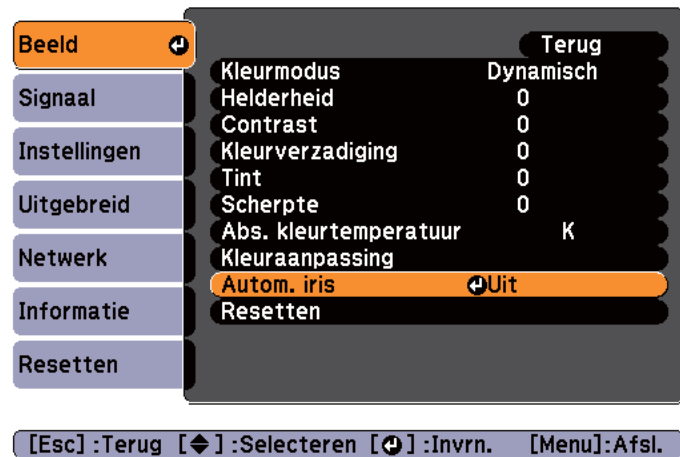 Beeld
Signaal
Instellingen
Uitgebreid
Netwerk
Informatie
Resetten
Terug
Kleurmodus Dynamisch
Helderheid 0
Contrast 0
Kleurverzadiging 0
Tint 0
Scherpte 0
Abs. kleurtemperatuur K
Kleuraanpassing
Autom. iris Uit
Resetten
[Esc] :Terug [◆] :Selecteren [⏎] :Invrn. [Menu]:Afsl.